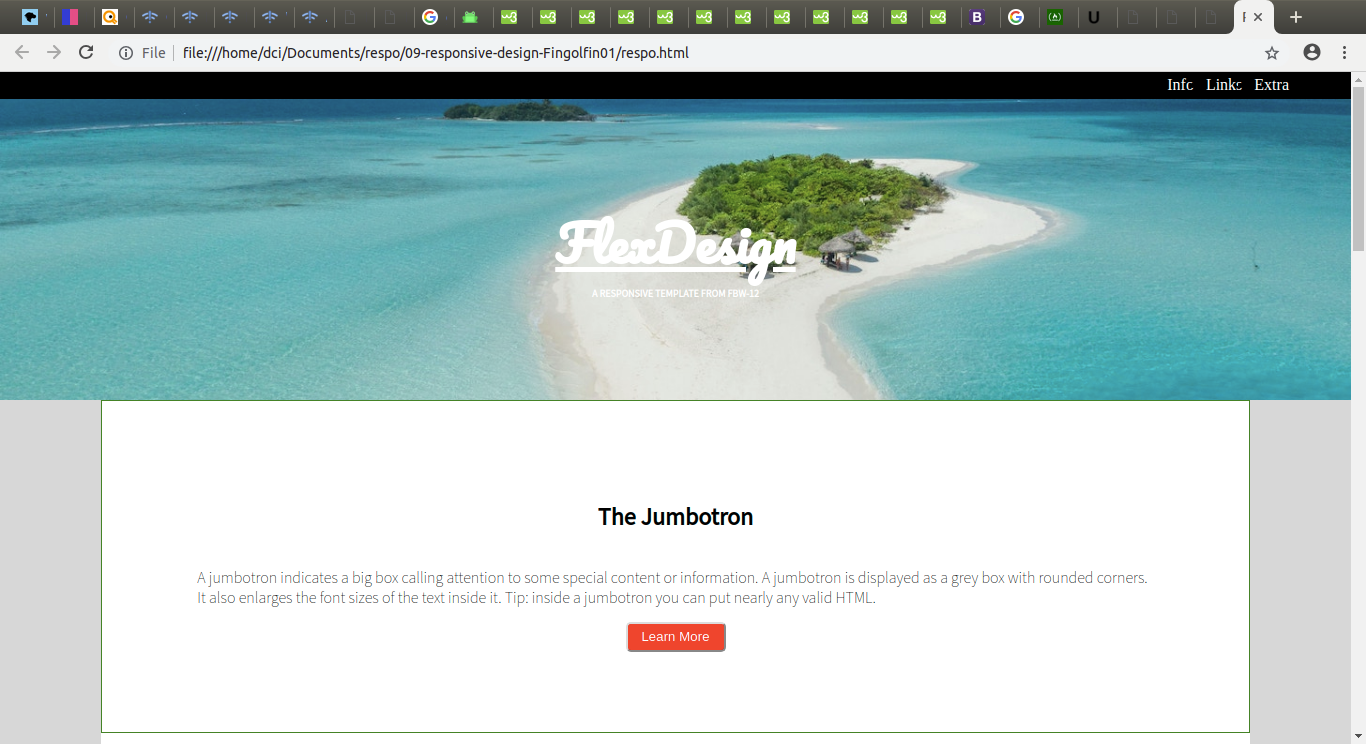 File
file:///home/dci/Documents/respo/09-responsive-design-Fingolfin01/respo.html
Info Links Extra
FlexDesign
A RESPONSIVE TEMPLATE FROM FBW-12
The Jumbotron
A jumbotron indicates a big box calling attention to some special content or information. A jumbotron is displayed as a grey box with rounded corners.
It also enlarges the font sizes of the text inside it. Tip: inside a jumbotron you can put nearly any valid HTML.
Learn More